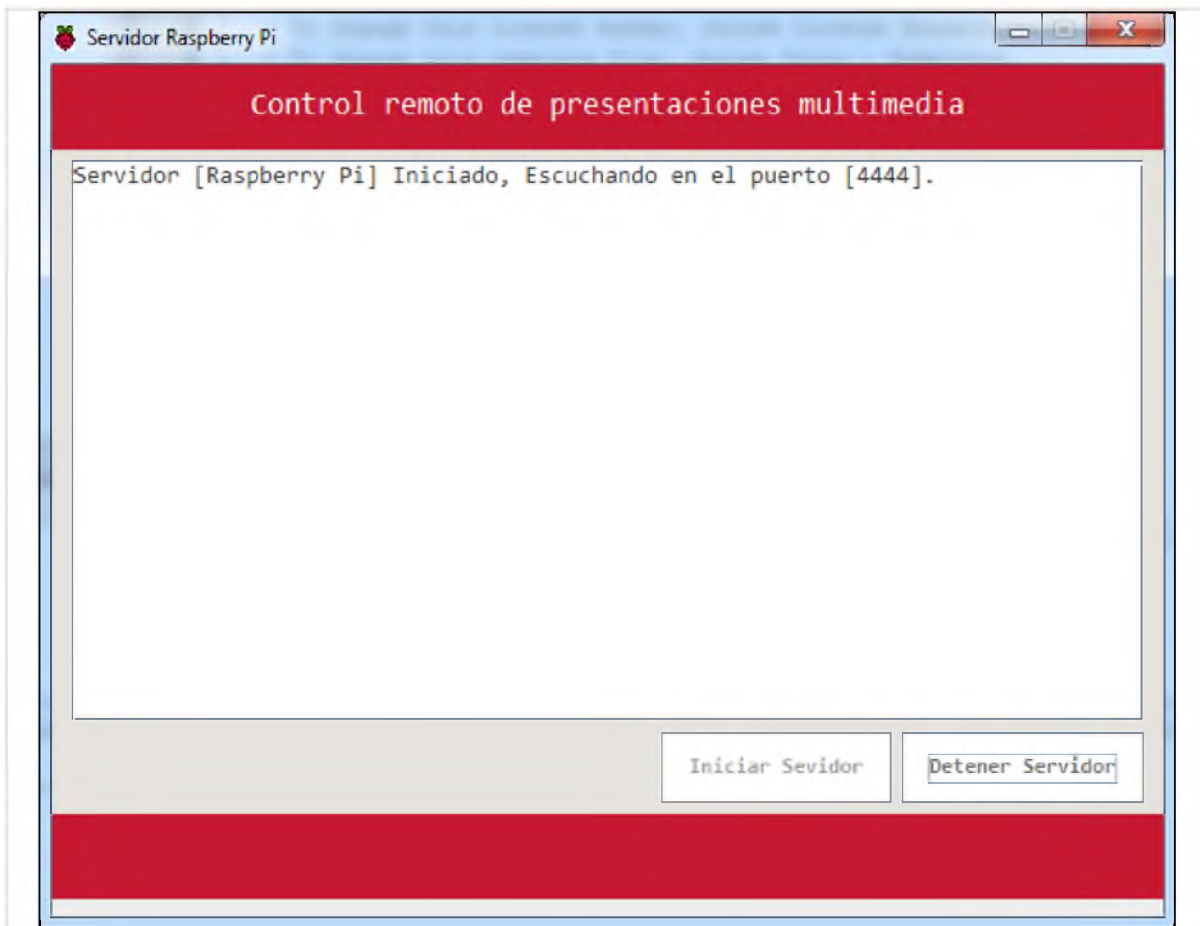 Servidor Raspberry Pi
Control remoto de presentaciones multimedia
Servidor [Raspberry Pi] Iniciado, Escuchando en el puerto [4444].
Iniciar Sevidor
Detener Servidor